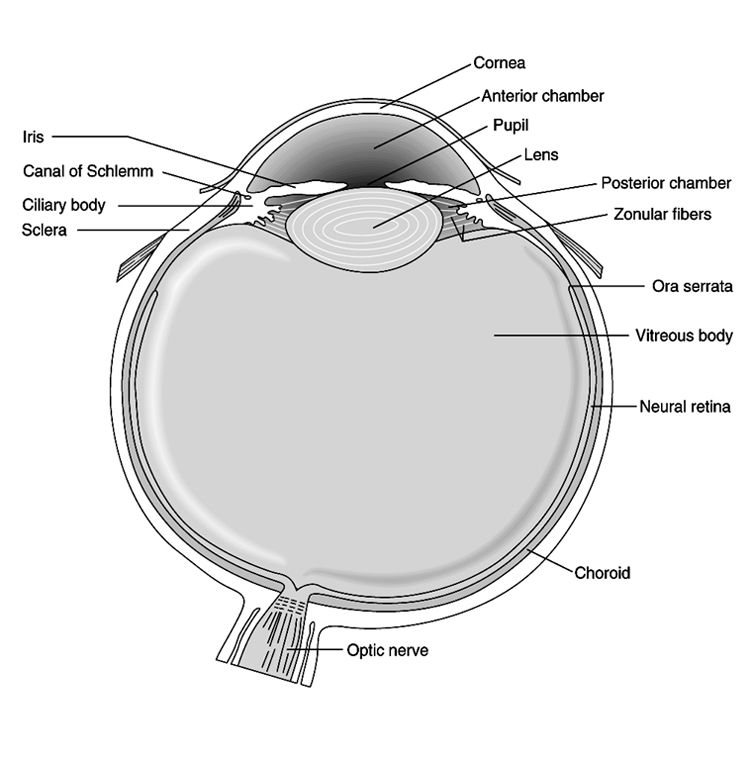 Cornea
Anterior chamber
Pupil
Lens
Posterior chamber
Zonular fibers
Iris
Canal of Schlemm
Ciliary body
Sclera
Ora serrata
Vitreous body
Neural retina
Choroid
Optic nerve